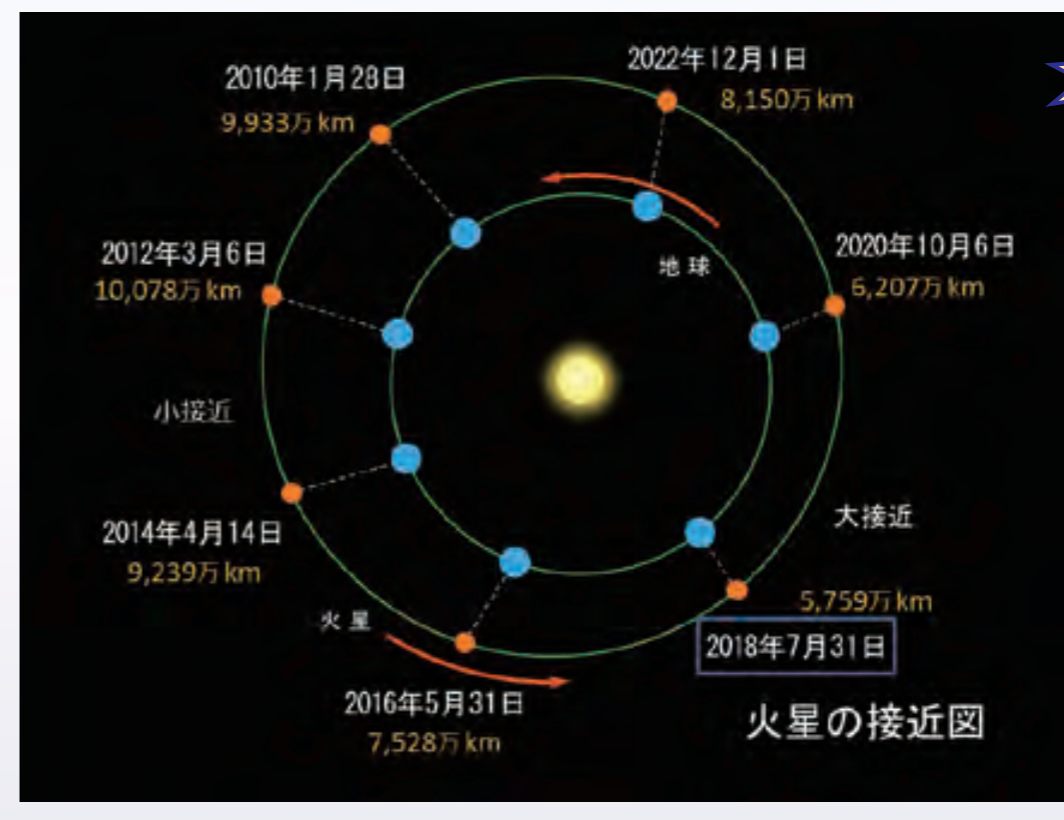 2022年12月1日
8,150万km
2010年1月28日
9,933万km
2020年10月6日
6,207万km
地球
2012年3月6日
10,078万km
小接近
大接近
2014年4月14日
9,239万km
5,759万km
火星
2018年7月31日
2016年5月31日
7,528万km
火星の接近図